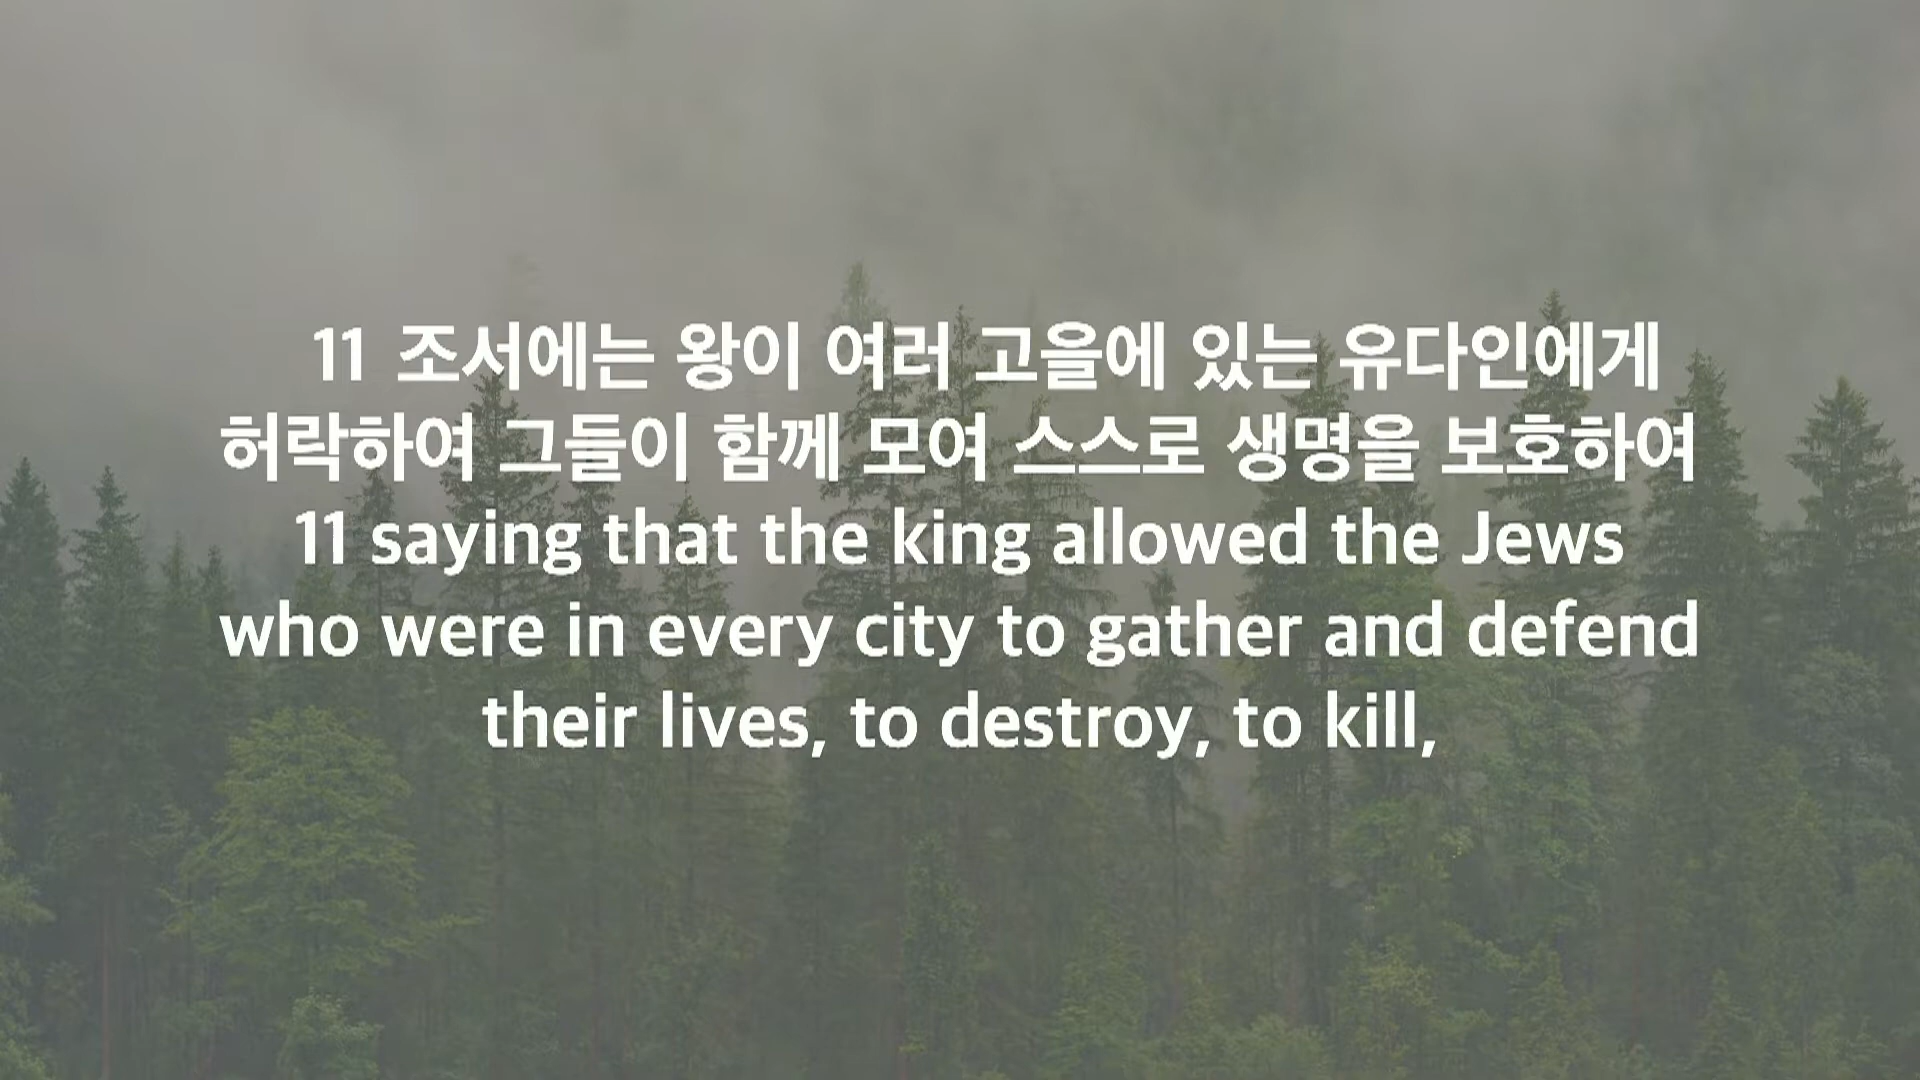 11 조서에는 왕이 여러 고을에 있는 유다인에게
허락하여 그들이 함께 모여 스스로 생명을 보호하여
11 saying that the king allowed the Jews
who were in every city to gather and defend
their lives, to destroy, to kill,